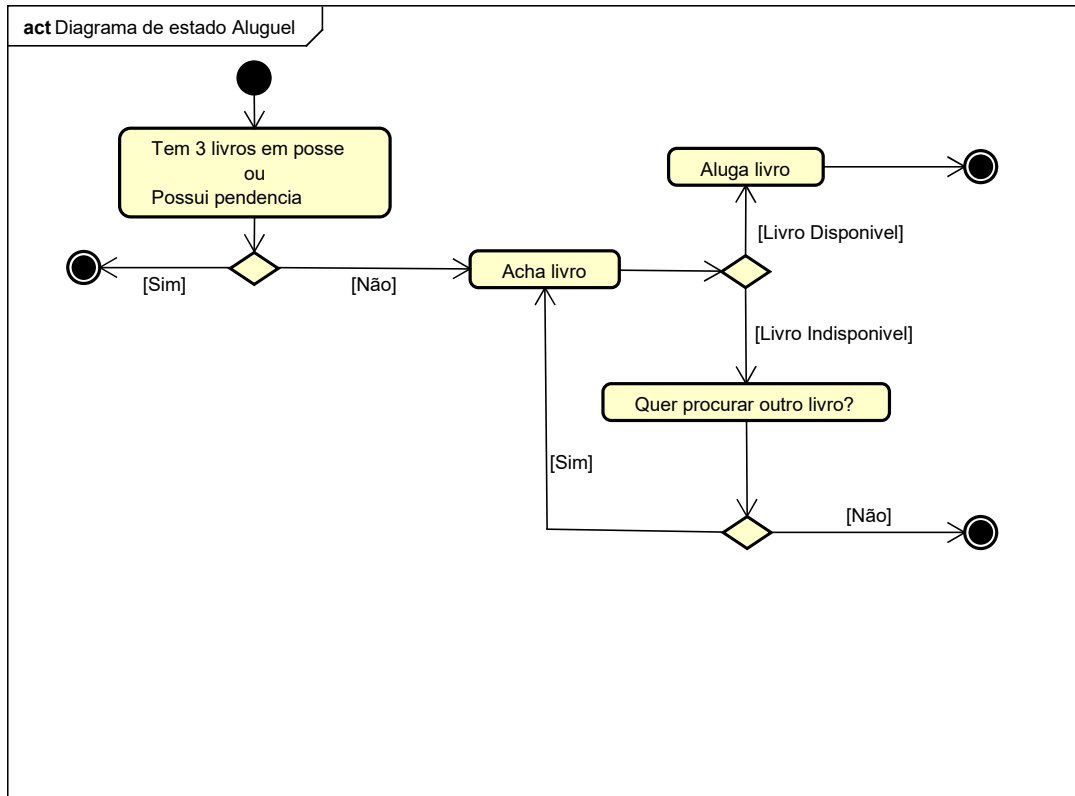 act Diagrama de estado Aluguel
Tem 3 livros em posse
ou
Possui pendencia
[Sim]
[Não]
Acha livro
Aluga livro
[Livro Disponivel]
[Livro Indisponivel]
Quer procurar outro livro?
[Sim]
[Não]